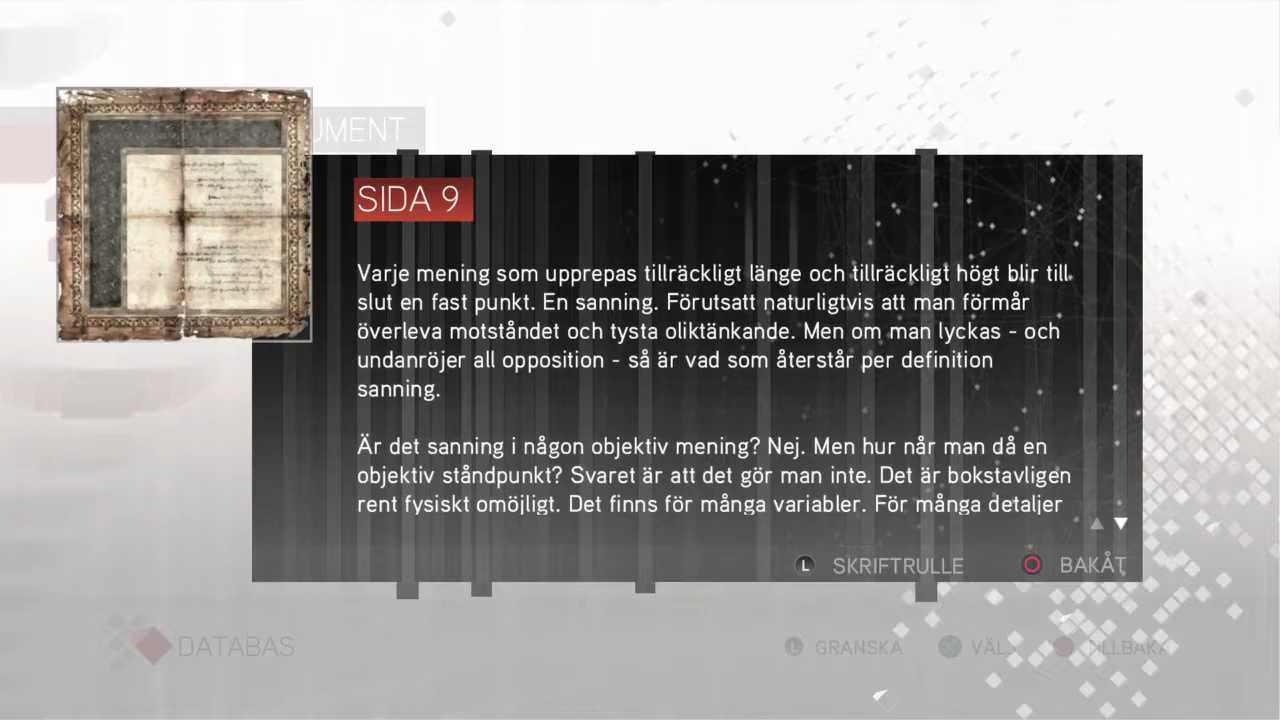 UMENT
SIDA 9
Varje mening som upprepas tillräckligt länge och tillräckligt högt blir till
slut en fast punkt. En sanning. Förutsatt naturligtvis att man förmår
överleva motståndet och tysta oliktänkande. Men om man lyckas - och
undanröjer all opposition - så är vad som återstår per definition
sanning.
Är det sanning i någon objektiv mening? Nej. Men hur når man då en
objektiv ståndpunkt? Svaret är att det gör man inte. Det är bokstavligen
rent fysiskt omöjligt. Det finns för många variabler. För många detaljer
L SKRIFTRULLE BAKÅT
DATABAS L GRANSKA